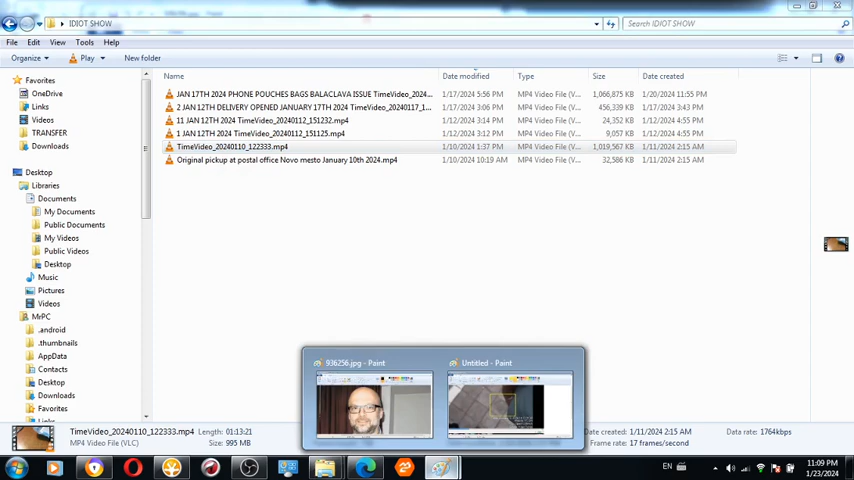 IDIOT SHOW
Search IDIOT SHOW
File Edit View Tools Help
Organize Play New folder
Name Date modified Type Size Date created
Favorites
OneDrive
Links
Videos
TRANSFER
Downloads
Desktop
Libraries
Documents
My Documents
Public Documents
My Videos
Public Videos
Desktop
Music
Pictures
Videos
MrPC
.android
.thumbnails
AppData
Contacts
Desktop
Downloads
Favorites
Links
JAN 17TH 2024 PHONE POUCHES BAGS BALACLAVA ISSUE TimeVideo_2024... 1/17/2024 5:56 PM MP4 Video File (V... 1,066,875 KB 1/20/2024 11:55 PM
2 JAN 12TH DELIVERY OPENED JANUARY 17TH 2024 TimeVideo_20240117_1... 1/17/2024 3:06 PM MP4 Video File (V... 456,339 KB 1/17/2024 3:43 PM
11 JAN 12TH 2024 TimeVideo_20240112_151232.mp4 1/12/2024 3:14 PM MP4 Video File (V... 24,352 KB 1/12/2024 4:55 PM
1 JAN 12TH 2024 TimeVideo_20240112_151125.mp4 1/12/2024 3:12 PM MP4 Video File (V... 9,057 KB 1/12/2024 4:55 PM
TimeVideo_20240110_122333.mp4 1/10/2024 1:37 PM MP4 Video File (V... 1,019,567 KB 1/11/2024 2:15 AM
Original pickup at postal office Novo mesto January 10th 2024.mp4 1/10/2024 10:19 AM MP4 Video File (V... 32,586 KB 1/11/2024 2:15 AM
936256.jpg - Paint
Untitled - Paint
TimeVideo_20240110_122333.mp4 Length: 01:13:21 Date created: 1/11/2024 2:15 AM Data rate: 1764kbps
MP4 Video File (VLC) Size: 995 MB Frame rate: 17 frames/second
EN
11:09 PM
1/23/2024